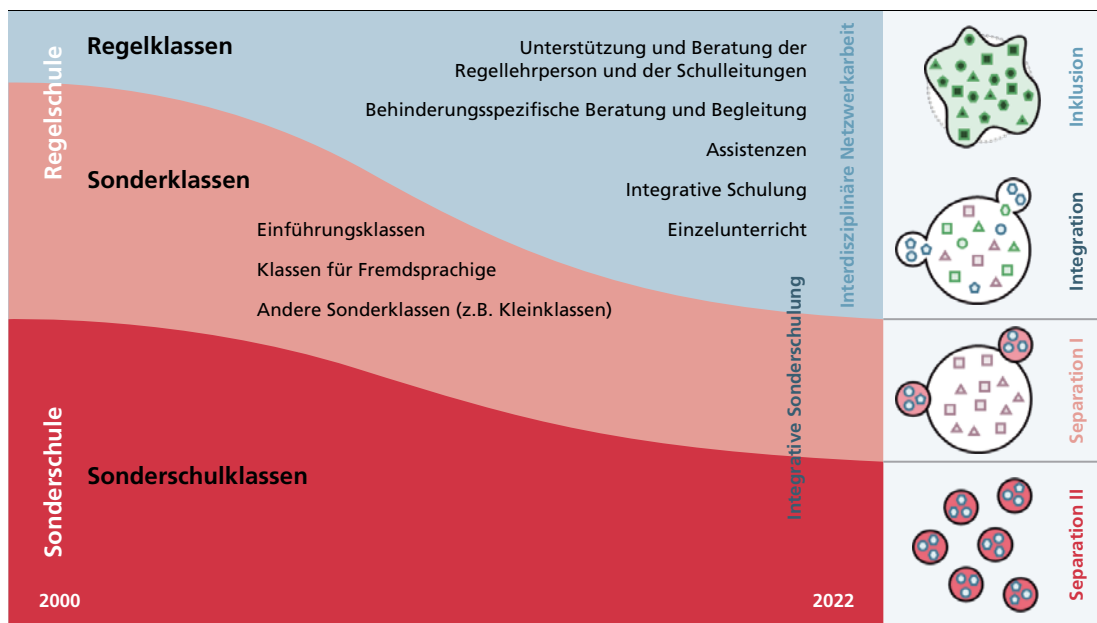 Regelschule
Regelklassen
Unterstützung und Beratung der
Regellehrperson und der Schulleitungen
Behinderungsspezifische Beratung und Begleitung
Assistenzen
Integrative Schulung
Einzelunterricht
Interdisziplinäre Netzwerkarbeit
Sonderklassen
Einführungsklassen
Klassen für Fremdsprachige
Andere Sonderklassen (z.B. Kleinklassen)
Integrative Sonderschulung
Sonderschule
Sonderschulklassen
2000
2022
Inklusion
Integration
Separation I
Separation II